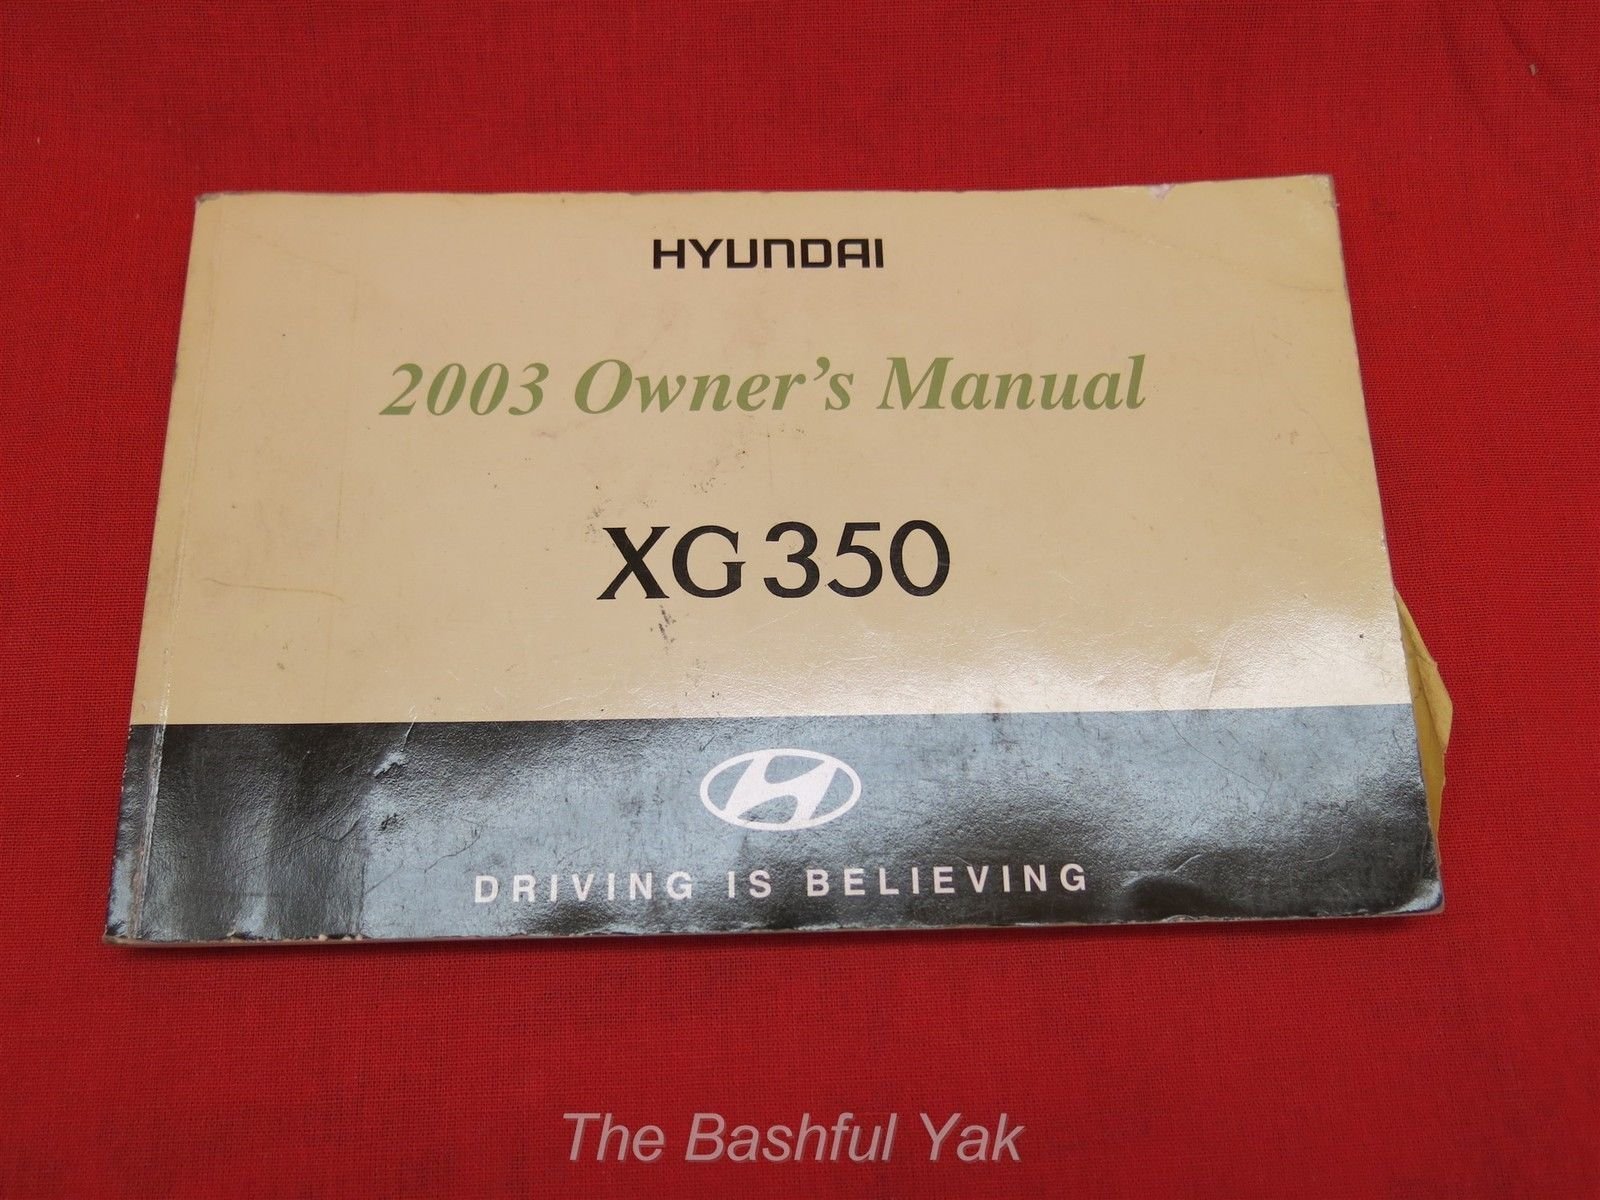 HYUNDAI
2003 Owner's Manual
XG350
DRIVING IS BELIEVING
The Bashful Yak